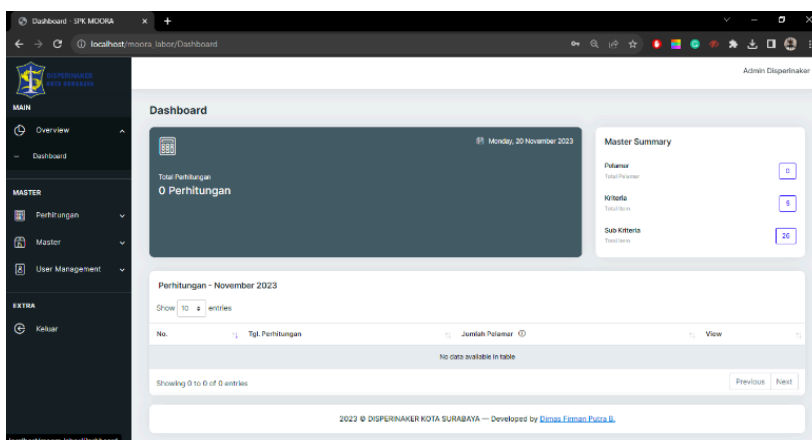 Dashboard - SPK MOORA
localhost/moora_labor/Dashboard
DISPERINAKER
KOTA SURABAYA
Admin Disperinaker
MAIN
Overview
Dashboard
MASTER
Perhitungan
Master
User Management
EXTRA
Keluar
Dashboard
Monday, 20 November 2023
Total Perhitungan
0 Perhitungan
Master Summary
Pelamar
Total Pelamar
0
Kriteria
Total Item
5
Sub Kriteria
Total Item
26
Perhitungan - November 2023
Show 10 entries
No. Tgl. Perhitungan Jumlah Pelamar View
No data available in table
Showing 0 to 0 of 0 entries
Previous Next
2023 © DISPERINAKER KOTA SURABAYA — Developed by Dimas Firman Putra B.